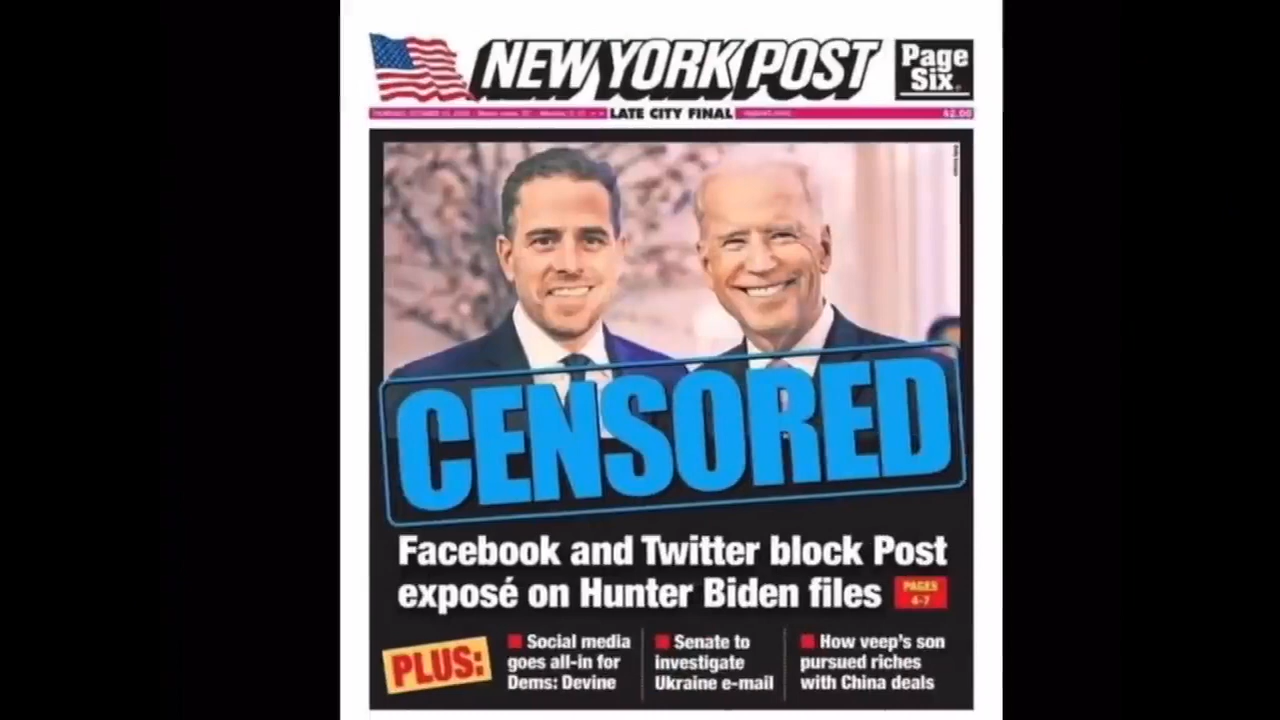 NEW YORK POST
Page
Six
LATE CITY FINAL
$2.00
CENSORED
Facebook and Twitter block Post
exposé on Hunter Biden files
PAGES
4-7
PLUS:
Social media
goes all-in for
Dems: Devine
Senate to
investigate
Ukraine e-mail
How veep's son
pursued riches
with China deals